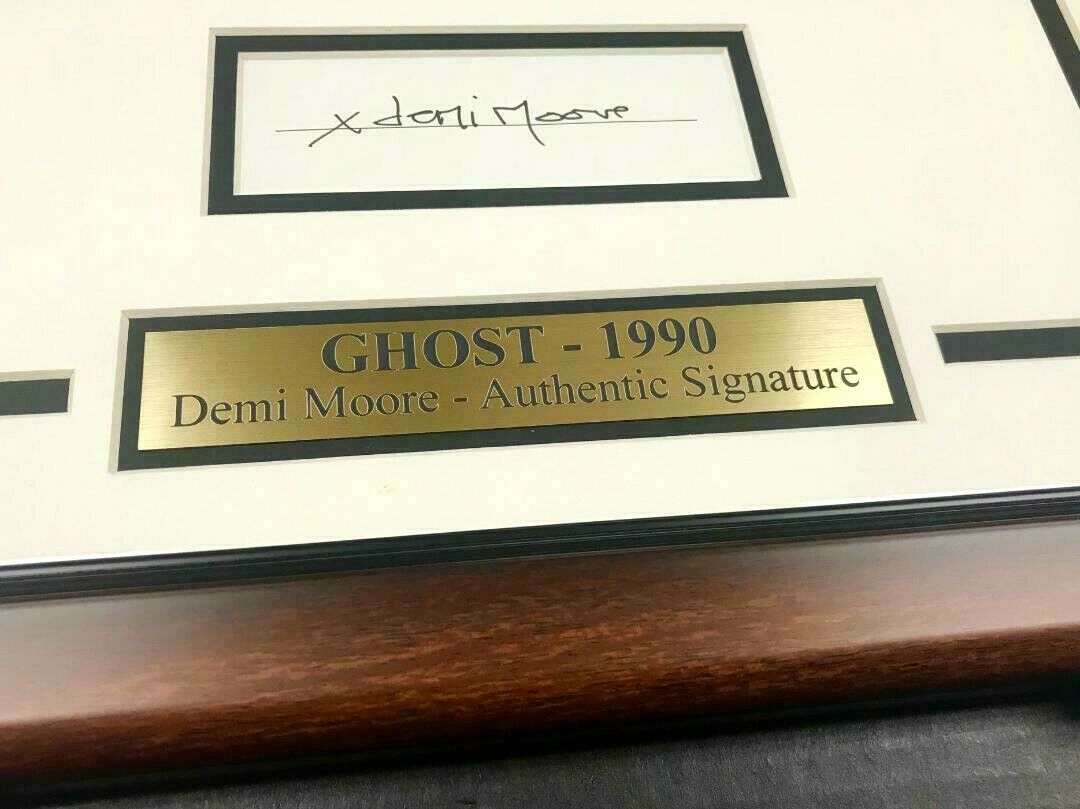 x demi Moore
GHOST - 1990
Demi Moore - Authentic Signature